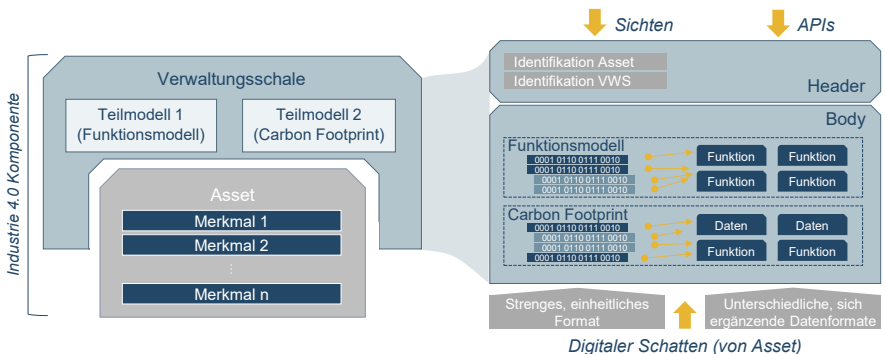 Industrie 4.0 Komponente
Verwaltungsschale
Teilmodell 1
(Funktionsmodell)
Teilmodell 2
(Carbon Footprint)
Asset
Merkmal 1
Merkmal 2
...
Merkmal n
Sichten
APIs
Identifikation Asset
Identifikation VWS
Header
Body
Funktionsmodell
0001 0110 0111 0010
0001 0110 0111 0010
0001 0110 0111 0010
0001 0110 0111 0010
Funktion
Funktion
Funktion
Funktion
Carbon Footprint
0001 0110 0111 0010
0001 0110 0111 0010
0001 0110 0111 0010
0001 0110 0111 0010
Daten
Daten
Funktion
Funktion
Strenges, einheitliches
Format
Unterschiedliche, sich
ergänzende Datenformate
Digitaler Schatten (von Asset)